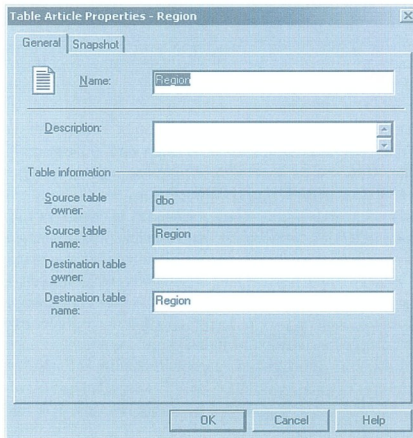 Table Article Properties - Region
General Snapshot
Name: Region
Description:
Table information
Source table owner: dbo
Source table name: Region
Destination table owner:
Destination table name: Region
OK Cancel Help